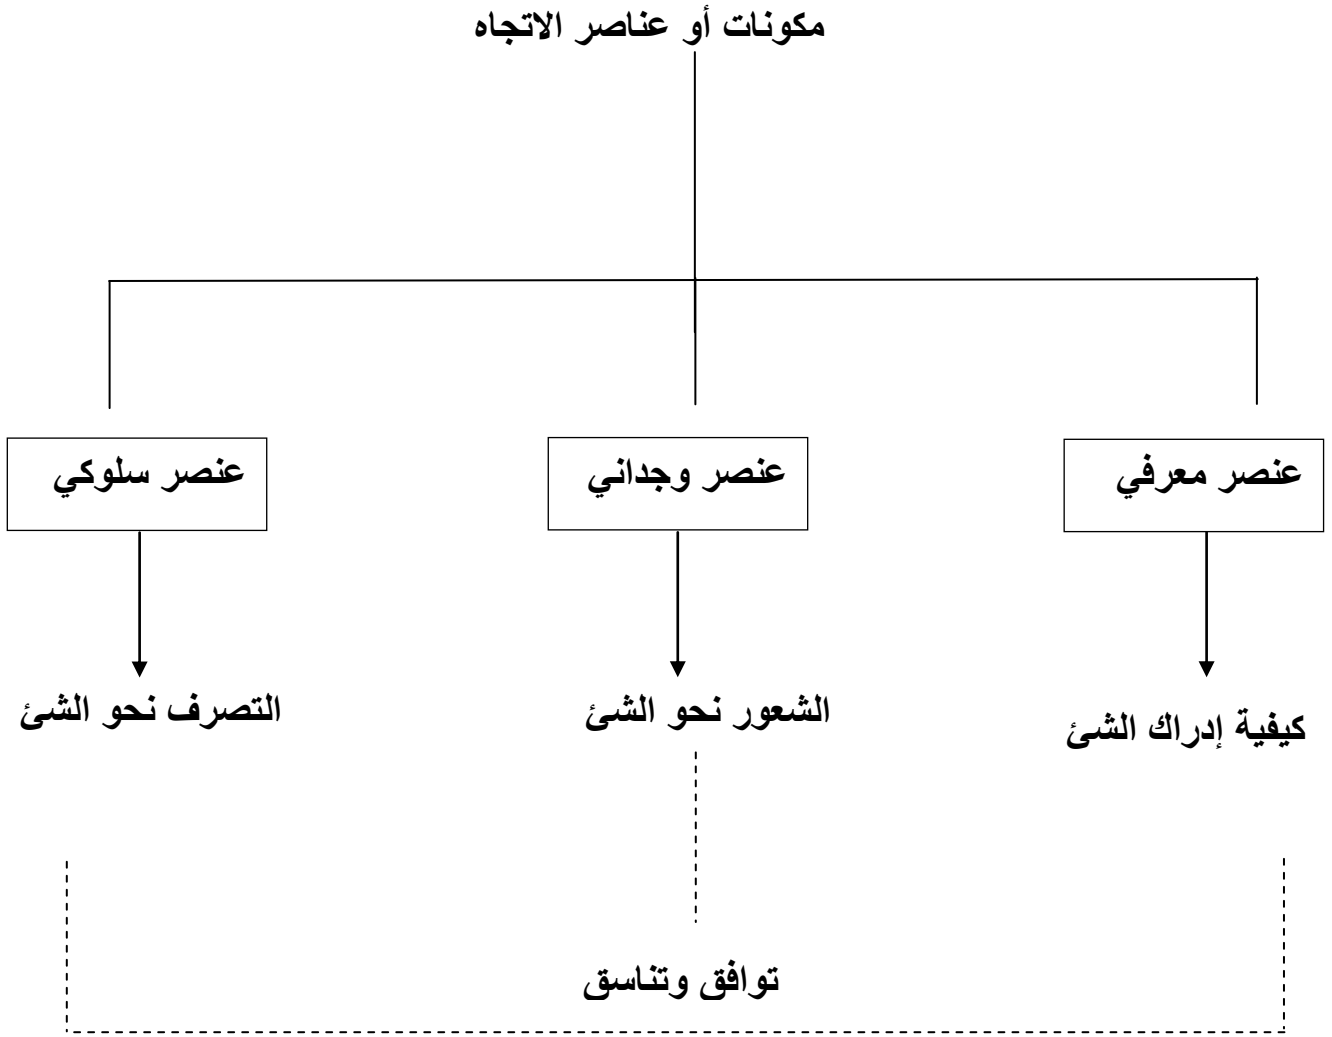 مكونات أو عناصر الاتجاه
عنصر معرفي
عنصر وجداني
عنصر سلوكي
كيفية إدراك الشئ
الشعور نحو الشئ
التصرف نحو الشئ
توافق وتناسق